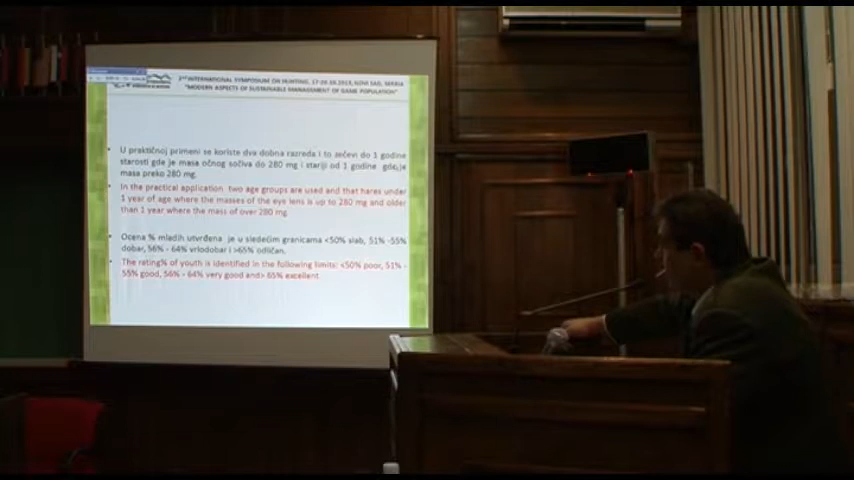 2nd INTERNATIONAL SYMPOSIUM ON HUNTING, 17-20.10.2013, NOVI SAD, SERBIA
"MODERN ASPECTS OF SUSTAINABLE MANAGEMENT OF GAME POPULATION"
• U praktičnoj primeni se koriste dva dobna razreda i to zečevi do 1 godine
starosti gde je masa očnog sočiva do 280 mg i stariji od 1 godine gde je
masa preko 280 mg.
• In the practical application two age groups are used and that hares under
1 year of age where the masses of the eye lens is up to 280 mg and older
than 1 year where the mass of over 280 mg.
• Ocena % mladih utvrđena je u sledećim granicama <50% slab, 51% -55%
dobar, 56% - 64% vrlodobar i >65% odličan.
• The rating% of youth is identified in the following limits: <50% poor, 51% -
55% good, 56% - 64% very good and> 65% excellent